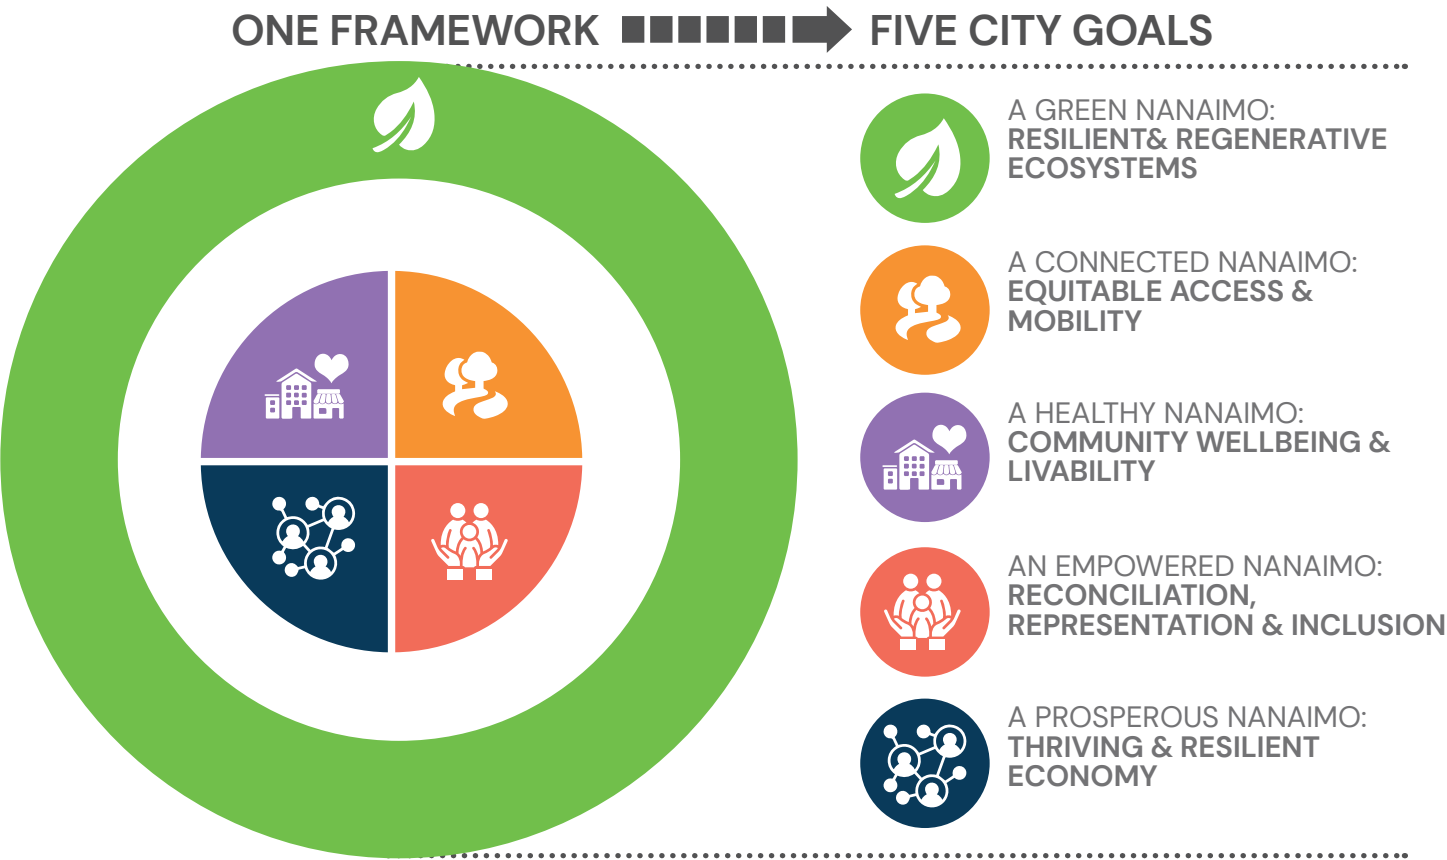 ONE FRAMEWORK FIVE CITY GOALS
A GREEN NANAIMO:
RESILIENT& REGENERATIVE
ECOSYSTEMS
A CONNECTED NANAIMO:
EQUITABLE ACCESS &
MOBILITY
A HEALTHY NANAIMO:
COMMUNITY WELLBEING &
LIVABILITY
AN EMPOWERED NANAIMO:
RECONCILIATION,
REPRESENTATION & INCLUSION
A PROSPEROUS NANAIMO:
THRIVING & RESILIENT
ECONOMY